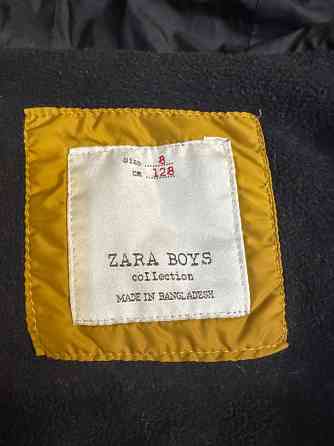 Size 8
CM 128
ZARA BOYS
collection
MADE IN BANGLADESH